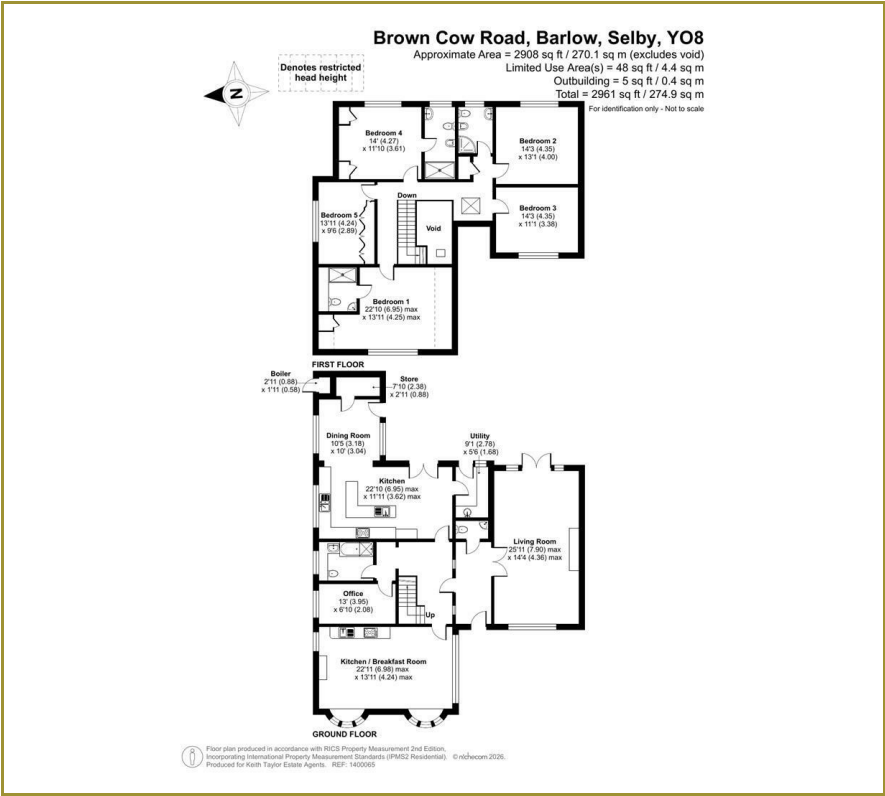 Brown Cow Road, Barlow, Selby, YO8
Approximate Area = 2908 sq ft / 270.1 sq m (excludes void)
Limited Use Area(s) = 48 sq ft / 4.4 sq m
Outbuilding = 5 sq ft / 0.4 sq m
Total = 2961 sq ft / 274.9 sq m
For identification only - Not to scale
N
Denotes restricted
head height
Bedroom 4
14' (4.27)
x 11'10 (3.61)
Bedroom 2
14'3 (4.35)
x 13'1 (4.00)
Down
Bedroom 5
13'11 (4.24)
x 9'6 (2.89)
Void
Bedroom 3
14'3 (4.35)
x 11'1 (3.38)
Bedroom 1
22'10 (6.95) max
x 13'11 (4.25) max
FIRST FLOOR
Boiler
2'11 (0.88)
x 1'11 (0.58)
Store
7'10 (2.38)
x 2'11 (0.88)
Dining Room
10'5 (3.18)
x 10' (3.04)
Utility
9'1 (2.78)
x 5'6 (1.68)
Kitchen
22'10 (6.95) max
x 11'11 (3.62) max
Living Room
25'11 (7.90) max
x 14'4 (4.36) max
Office
13' (3.95)
x 6'10 (2.08)
Up
Kitchen / Breakfast Room
22'11 (6.98) max
x 13'11 (4.24) max
GROUND FLOOR
Floor plan produced in accordance with RICS Property Measurement 2nd Edition,
Incorporating International Property Measurement Standards (IPMS2 Residential). © nichecom 2026.
Produced for Keith Taylor Estate Agents. REF: 1400065